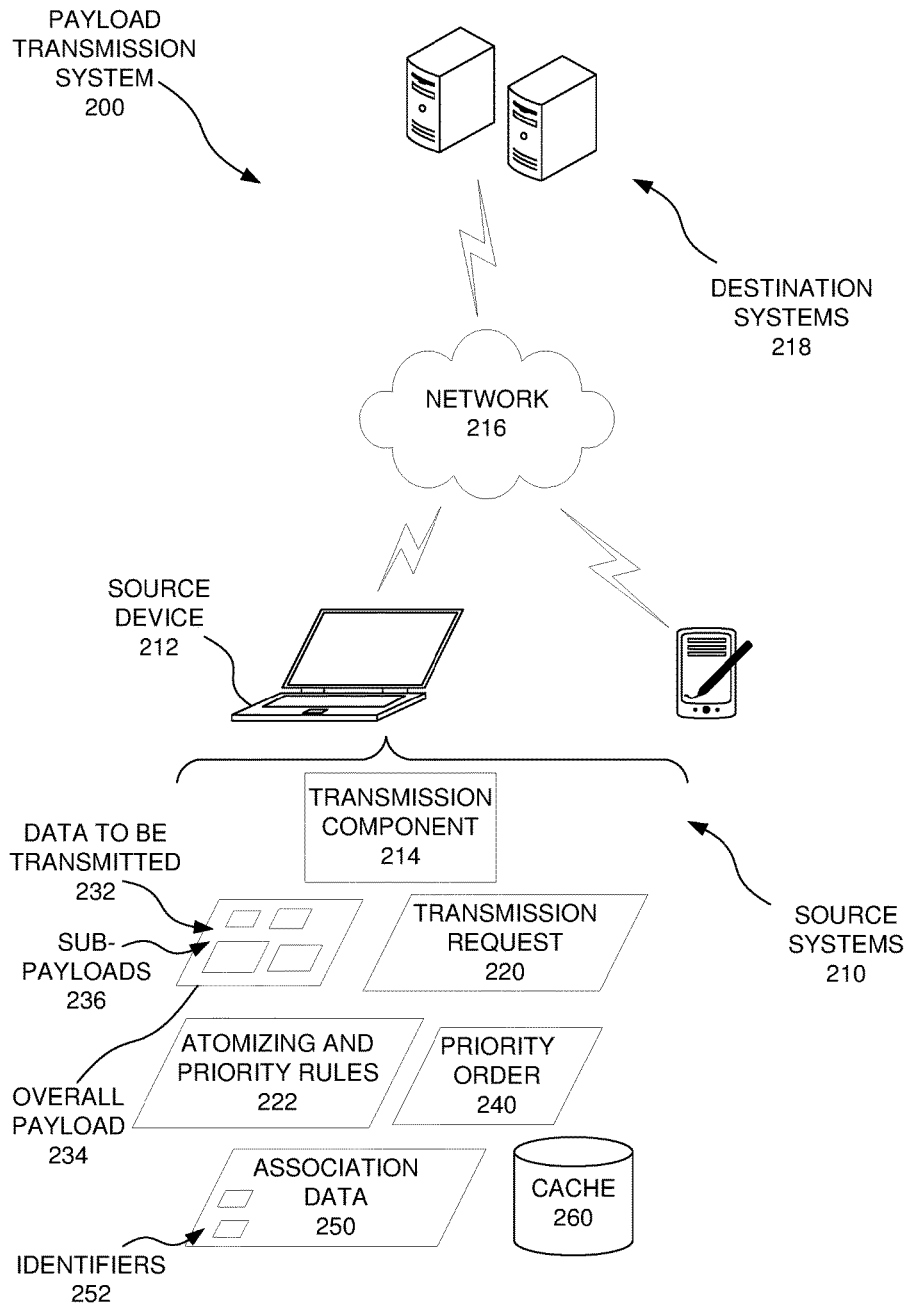 PAYLOAD
TRANSMISSION
SYSTEM
200
DESTINATION
SYSTEMS
218
NETWORK
216
SOURCE
DEVICE
212
TRANSMISSION
COMPONENT
214
DATA TO BE
TRANSMITTED
232
SUB-
PAYLOADS
236
TRANSMISSION
REQUEST
220
SOURCE
SYSTEMS
210
ATOMIZING AND
PRIORITY RULES
222
PRIORITY
ORDER
240
OVERALL
PAYLOAD
234
ASSOCIATION
DATA
250
CACHE
260
IDENTIFIERS
252